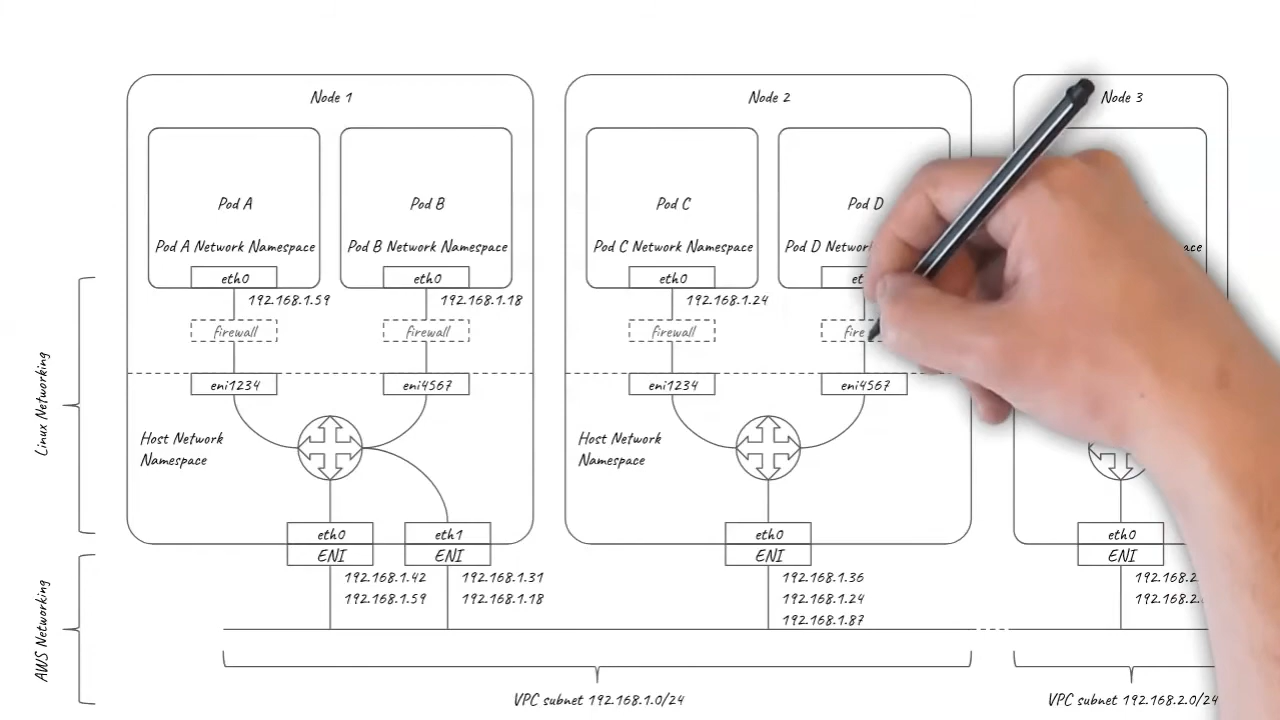 Node 1
Pod A
Pod B
Pod A Network Namespace
Pod B Network Namespace
eth0
eth0
192.168.1.59
192.168.1.18
firewall
firewall
eni1234
eni4567
Host Network
Namespace
eth0
eth1
ENI
ENI
192.168.1.42
192.168.1.59
192.168.1.31
192.168.1.18
Node 2
Pod C
Pod D
Pod C Network Namespace
Pod D
eth0
192.168.1.24
firewall
eni1234
eni4567
Host Network
Namespace
eth0
ENI
192.168.1.36
192.168.1.24
192.168.1.87
Node 3
eth0
ENI
Linux Networking
AWS Networking
VPC subnet 192.168.1.0/24
VPC subnet 192.168.2.0/24